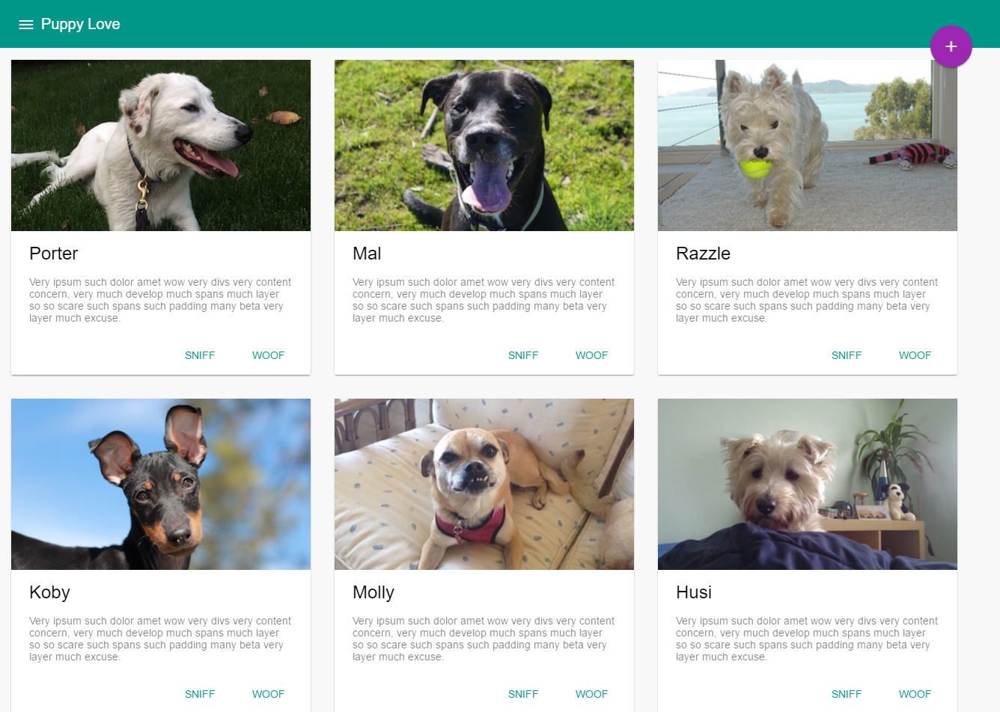 Puppy Love
+
Porter
Very ipsum such dolor amet wow very divs very content
concern, very much develop much spans much layer
so so scare such spans such padding many beta very
layer much excuse.
SNIFF WOOF
Mal
Very ipsum such dolor amet wow very divs very content
concern, very much develop much spans much layer
so so scare such spans such padding many beta very
layer much excuse.
SNIFF WOOF
Razzle
Very ipsum such dolor amet wow very divs very content
concern, very much develop much spans much layer
so so scare such spans such padding many beta very
layer much excuse.
SNIFF WOOF
Koby
Very ipsum such dolor amet wow very divs very content
concern, very much develop much spans much layer
so so scare such spans such padding many beta very
layer much excuse.
SNIFF WOOF
Molly
Very ipsum such dolor amet wow very divs very content
concern, very much develop much spans much layer
so so scare such spans such padding many beta very
layer much excuse.
SNIFF WOOF
Husi
Very ipsum such dolor amet wow very divs very content
concern, very much develop much spans much layer
so so scare such spans such padding many beta very
layer much excuse.
SNIFF WOOF